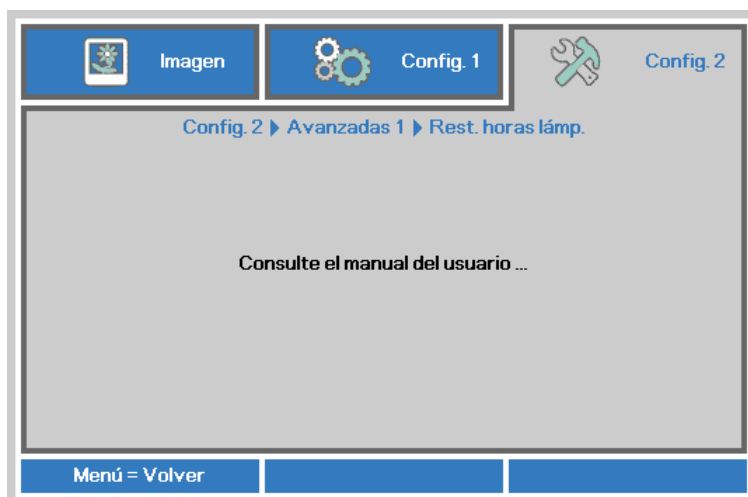 Imagen
Config. 1
Config. 2
Config. 2 ▶ Avanzadas 1 ▶ Rest. horas lámp.
Consulte el manual del usuario ...
Menú = Volver